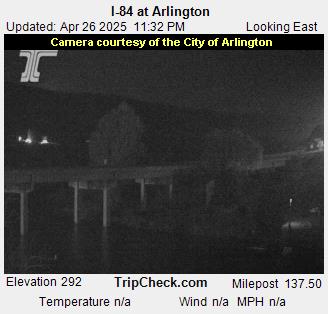 I-84 at Arlington
Updated: Apr 26 2025 11:32 PM Looking East
Camera courtesy of the City of Arlington
Elevation 292 TripCheck.com Milepost 137.50
Temperature n/a Wind n/a MPH n/a